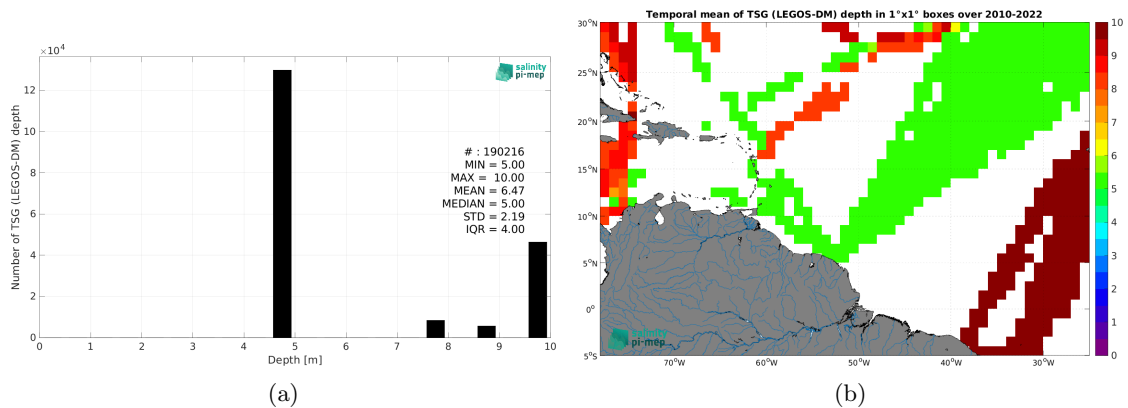 ×10⁴
12
10
8
6
4
2
0
Number of TSG (LEGOS-DM) depth
0 1 2 3 4 5 6 7 8 9 10
Depth [m]
salinity
pi-mep
# : 190216
MIN = 5.00
MAX = 10.00
MEAN = 6.47
MEDIAN = 5.00
STD = 2.19
IQR = 4.00
(a)
Temporal mean of TSG (LEGOS-DM) depth in 1°x1° boxes over 2010-2022
30°N
25°N
20°N
15°N
10°N
5°N
0°
5°S
70°W 60°W 50°W 40°W 30°W
salinity
pi-mep
10
9
8
7
6
5
4
3
2
1
0
(b)